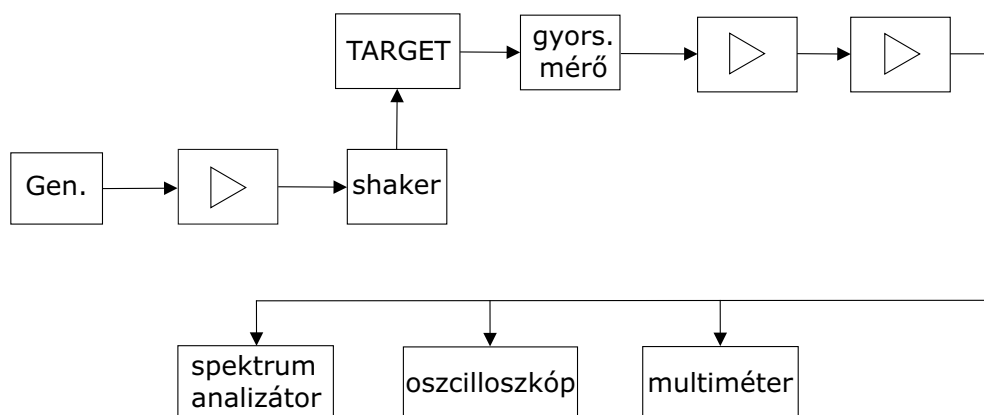 TARGET
gyors.
mérő
Gen.
shaker
spektrum
analizátor
oszcilloszkóp
multiméter